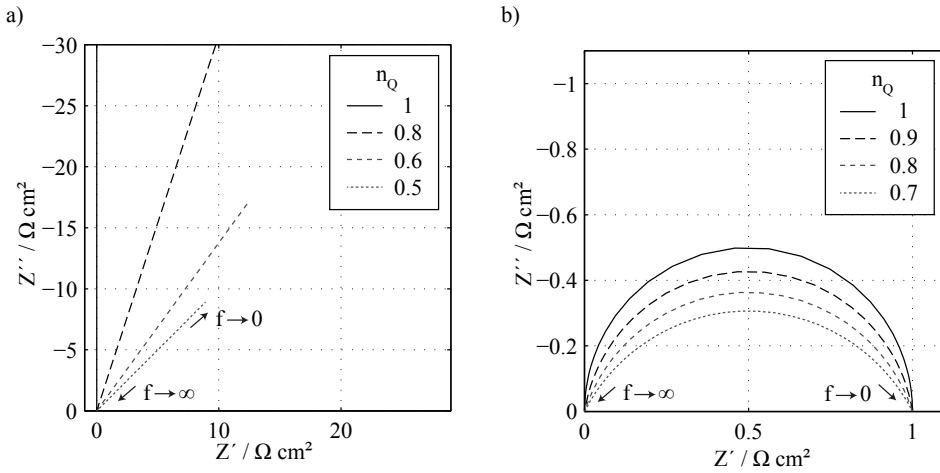 a)
−30
−25
−20
−15
−10
−5
0
Z´´ / Ω cm²
0
10
20
Z´ / Ω cm²
n_Q
1
0.8
0.6
0.5
f→0
f→∞
b)
−1
−0.8
−0.6
−0.4
−0.2
0
Z´´ / Ω cm²
0
0.5
1
Z´ / Ω cm²
n_Q
1
0.9
0.8
0.7
f→∞
f→0